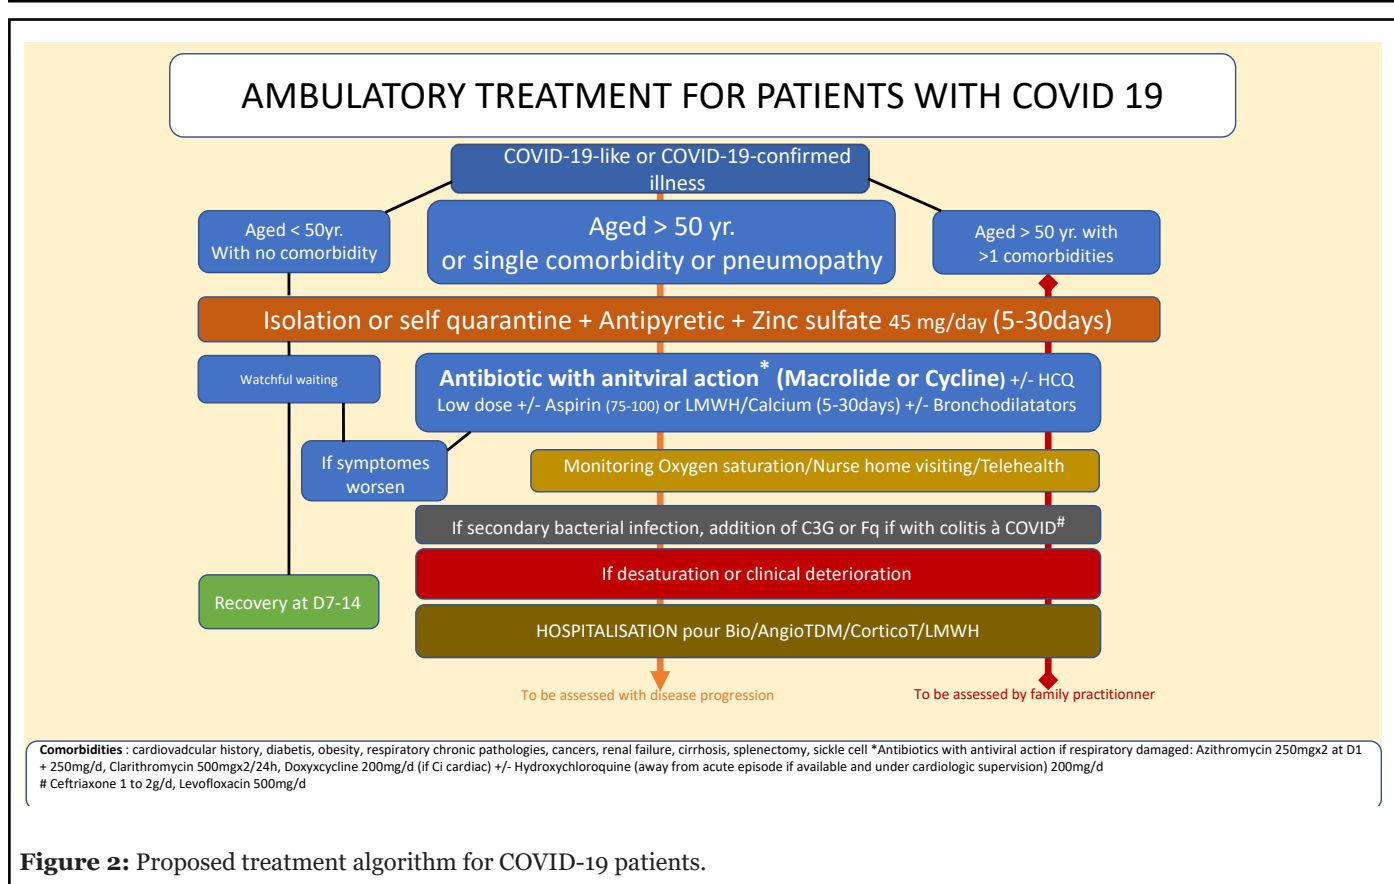 AMBULATORY TREATMENT FOR PATIENTS WITH COVID 19
COVID-19-like or COVID-19-confirmed
illness
Aged < 50yr.
With no comorbidity
Aged > 50 yr.
or single comorbidity or pneumopathy
Aged > 50 yr. with
>1 comorbidities
Isolation or self quarantine + Antipyretic + Zinc sulfate 45 mg/day (5-30days)
Watchful waiting
Antibiotic with anitviral action* (Macrolide or Cycline) +/- HCQ
Low dose +/- Aspirin (75-100) or LMWH/Calcium (5-30days) +/- Bronchodilatators
If symptomes
worsen
Monitoring Oxygen saturation/Nurse home visiting/Telehealth
If secondary bacterial infection, addition of C3G or Fq if with colitis à COVID#
If desaturation or clinical deterioration
Recovery at D7-14
HOSPITALISATION pour Bio/AngioTDM/CorticoT/LMWH
To be assessed with disease progression
To be assessed by family practitionner
Comorbidities : cardiovadcular history, diabetis, obesity, respiratory chronic pathologies, cancers, renal failure, cirrhosis, splenectomy, sickle cell *Antibiotics with antiviral action if respiratory damaged: Azithromycin 250mgx2 at D1
+ 250mg/d, Clarithromycin 500mgx2/24h, Doxyxcycline 200mg/d (if Ci cardiac) +/- Hydroxychloroquine (away from acute episode if available and under cardiologic supervision) 200mg/d
# Ceftriaxone 1 to 2g/d, Levofloxacin 500mg/d
Figure 2: Proposed treatment algorithm for COVID-19 patients.